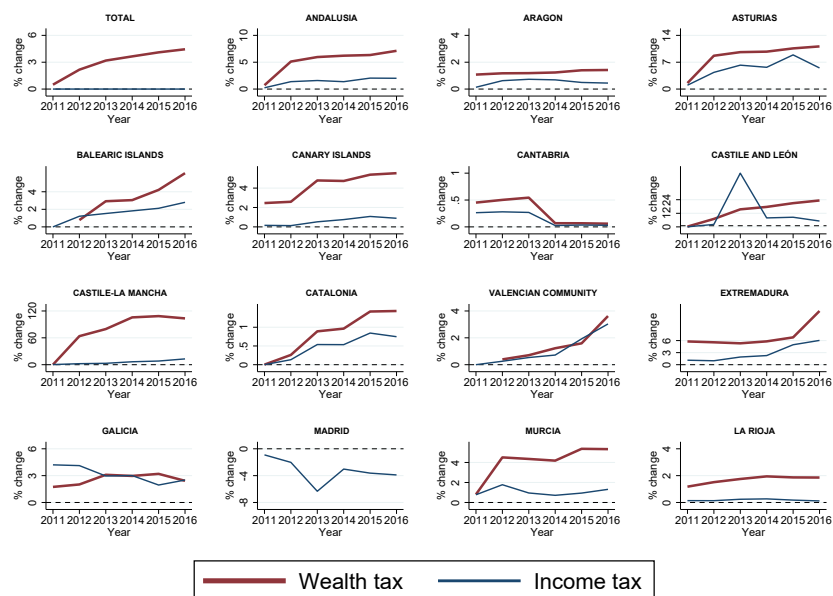 TOTAL
% change
0 3 6
2011 2012 2013 2014 2015 2016
Year
ANDALUSIA
% change
0 5 10
2011 2012 2013 2014 2015 2016
Year
ARAGON
% change
0 2 4
2011 2012 2013 2014 2015 2016
Year
ASTURIAS
% change
0 7 14
2011 2012 2013 2014 2015 2016
Year
BALEARIC ISLANDS
% change
0 2 4
2011 2012 2013 2014 2015 2016
Year
CANARY ISLANDS
% change
0 2 4
2011 2012 2013 2014 2015 2016
Year
CANTABRIA
% change
0 .5 1
2011 2012 2013 2014 2015 2016
Year
CASTILE AND LEÓN
% change
0 12 24
2011 2012 2013 2014 2015 2016
Year
CASTILE-LA MANCHA
% change
0 60 120
2011 2012 2013 2014 2015 2016
Year
CATALONIA
% change
0 .5 1
2011 2012 2013 2014 2015 2016
Year
VALENCIAN COMMUNITY
% change
0 2 4
2011 2012 2013 2014 2015 2016
Year
EXTREMADURA
% change
0 3 6
2011 2012 2013 2014 2015 2016
Year
GALICIA
% change
0 3 6
2011 2012 2013 2014 2015 2016
Year
MADRID
% change
-8 -4 0
2011 2012 2013 2014 2015 2016
Year
MURCIA
% change
0 2 4
2011 2012 2013 2014 2015 2016
Year
LA RIOJA
% change
0 2 4
2011 2012 2013 2014 2015 2016
Year
Wealth tax Income tax